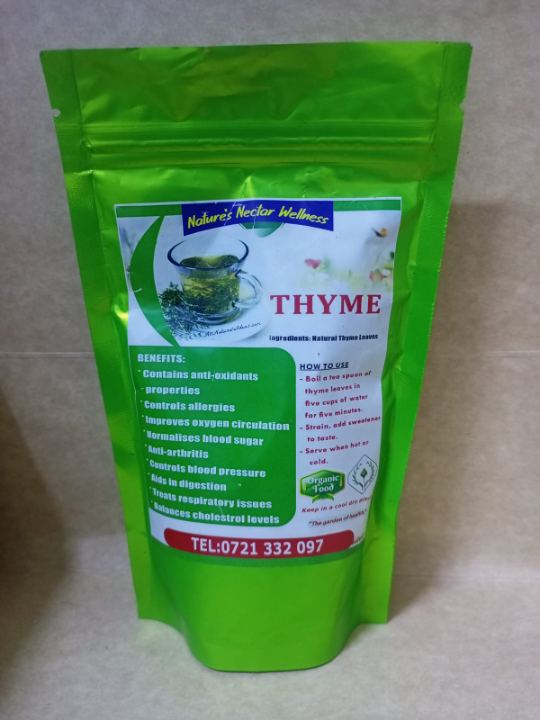 Nature's Nectar Wellness
THYME
Ingredients: Natural Thyme Leaves
BENEFITS:
* Contains anti-oxidants
properties
* Controls allergies
* Improves oxygen circulation
* Normalises blood sugar
* Anti-arthritis
* Controls blood pressure
* Aids in digestion
* Treats respiratory issues
* Balances cholestrol levels
HOW TO USE
- Boil a tea spoon of
thyme leaves in
five cups of water
for five minutes.
- Strain, add sweetener
to taste.
- Serve when hot or
cold.
Organic
Food
Keep in a cool dry
"The garden of health"
TEL:0721 332 097